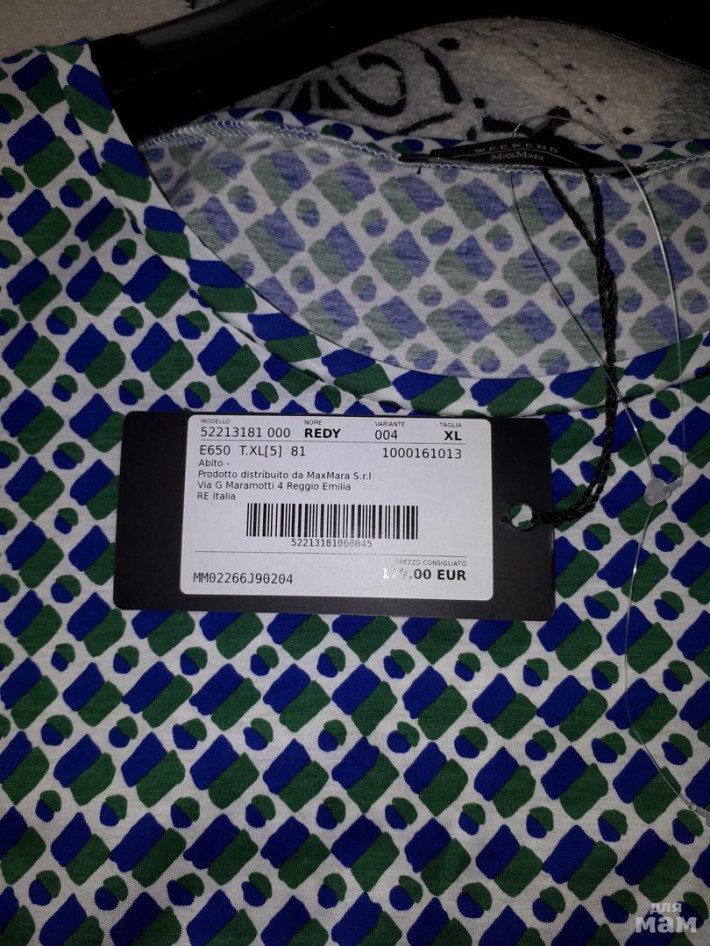 WEEKEND
MaxMara
MODELLO NOME VARIANTE TAGLIA
52213181 000 REDY 004 XL
E650 T.XL[5] 81 1000161013
Abito -
Prodotto distribuito da MaxMara S.r.l
Via G Maramotti 4 Reggio Emilia
RE Italia
52213181060045
PREZZO CONSIGLIATO
MM02266J90204 EUR
для
мам